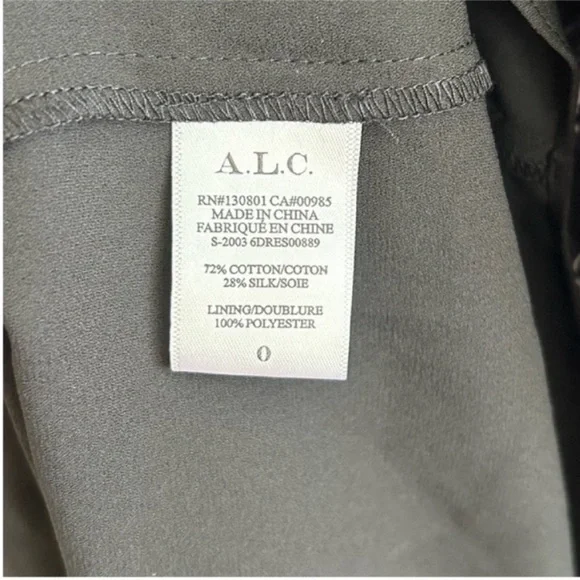 A.L.C.
RN#130801 CA#00985
MADE IN CHINA
FABRIQUÉ EN CHINE
S-2003 6DRES00889
72% COTTON/COTON
28% SILK/SOIE
LINING/DOUBLURE
100% POLYESTER
0